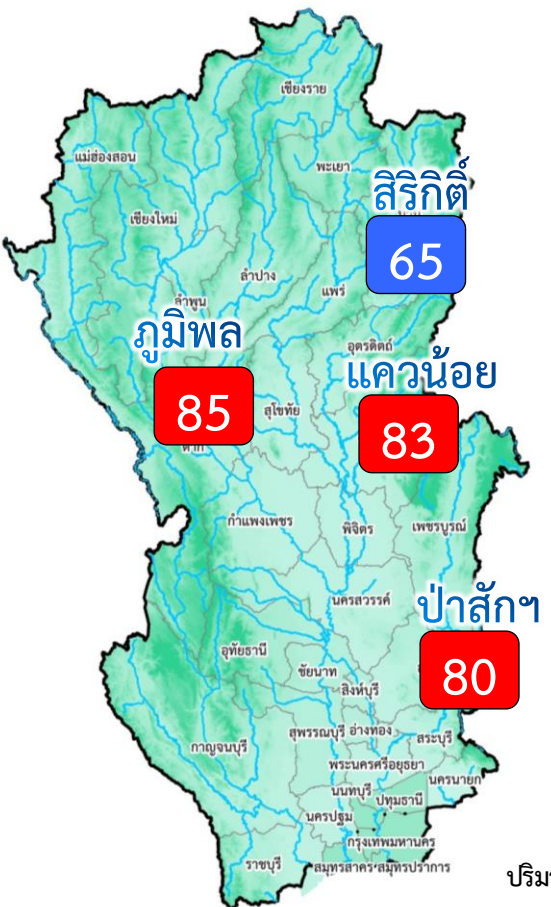 เชียงราย
แม่ฮ่องสอน
พะเยา
สิริกิติ์
เชียงใหม่
65
ลำปาง
แพร่
ลำพูน
ภูมิพล
อุตรดิตถ์
แควน้อย
85
สุโขทัย
83
ตาก
กำแพงเพชร
พิจิตร
เพชรบูรณ์
นครสวรรค์
ป่าสักฯ
อุทัยธานี
80
ชัยนาท
สิงห์บุรี
สุพรรณบุรี อ่างทอง
สระบุรี
กาญจนบุรี
พระนครศรีอยุธยา
นครนายก
นนทบุรี
ปทุมธานี
นครปฐม
กรุงเทพมหานคร
ราชบุรี
สมุทรสาคร สมุทรปราการ